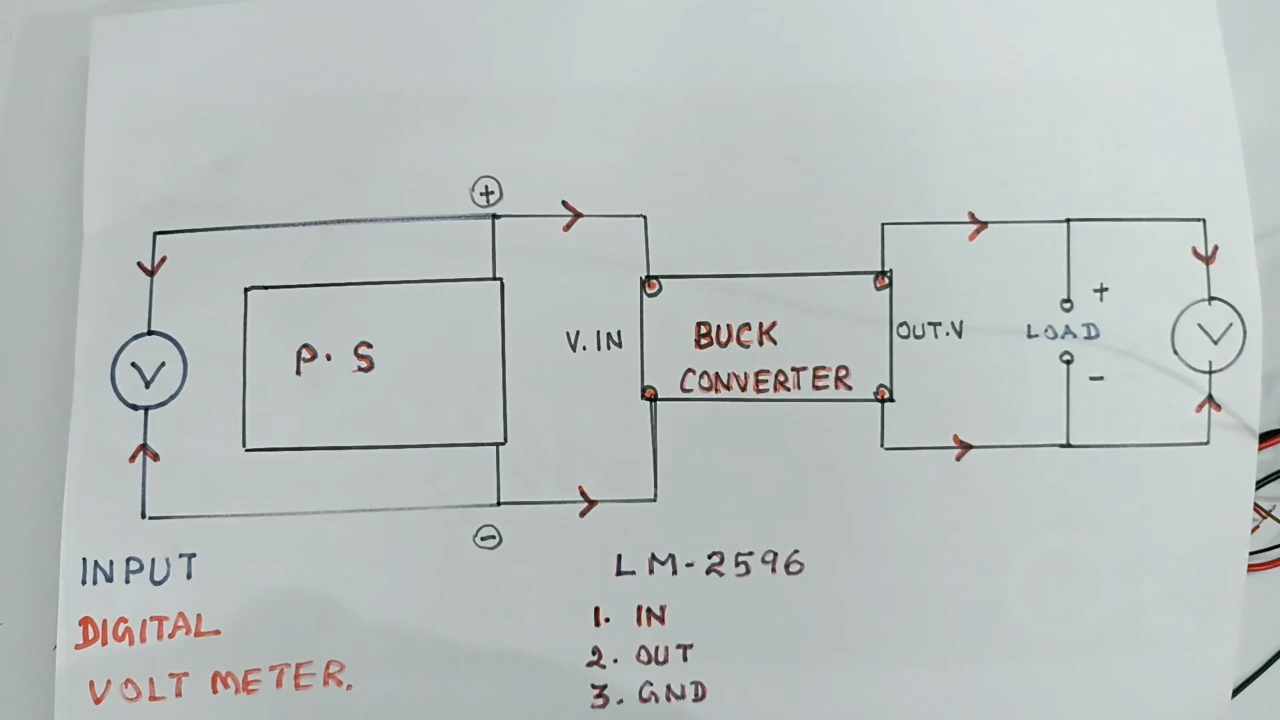 +
P. S
V
V. IN
BUCK
CONVERTER
OUT. V
+
LOAD
-
V
-
INPUT
DIGITAL
VOLT METER.
LM-2596
1. IN
2. OUT
3. GND